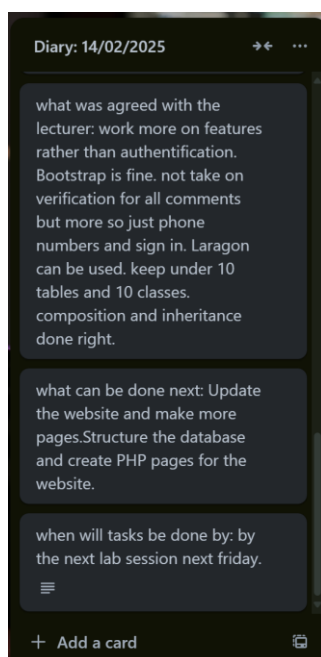 Diary: 14/02/2025
what was agreed with the
lecturer: work more on features
rather than authentification.
Bootstrap is fine. not take on
verification for all comments
but more so just phone
numbers and sign in. Laragon
can be used. keep under 10
tables and 10 classes.
composition and inheritance
done right.
what can be done next: Update
the website and make more
pages.Structure the database
and create PHP pages for the
website.
when will tasks be done by: by
the next lab session next friday.
+ Add a card